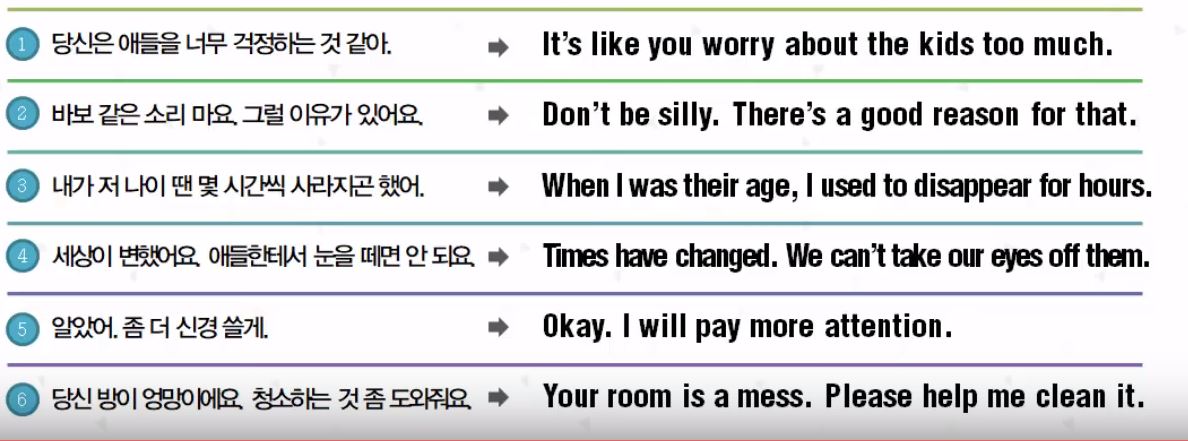 1 당신은 애들을 너무 걱정하는 것 같아. ➡ It's like you worry about the kids too much.
2 바보 같은 소리 마요. 그럴 이유가 있어요. ➡ Don't be silly. There's a good reason for that.
3 내가 저 나이 땐 몇 시간씩 사라지곤 했어. ➡ When I was their age, I used to disappear for hours.
4 세상이 변했어요. 애들한테서 눈을 떼면 안 되요. ➡ Times have changed. We can't take our eyes off them.
5 알았어. 좀 더 신경 쓸게. ➡ Okay. I will pay more attention.
6 당신 방이 엉망이에요. 청소하는 것 좀 도와줘요. ➡ Your room is a mess. Please help me clean it.